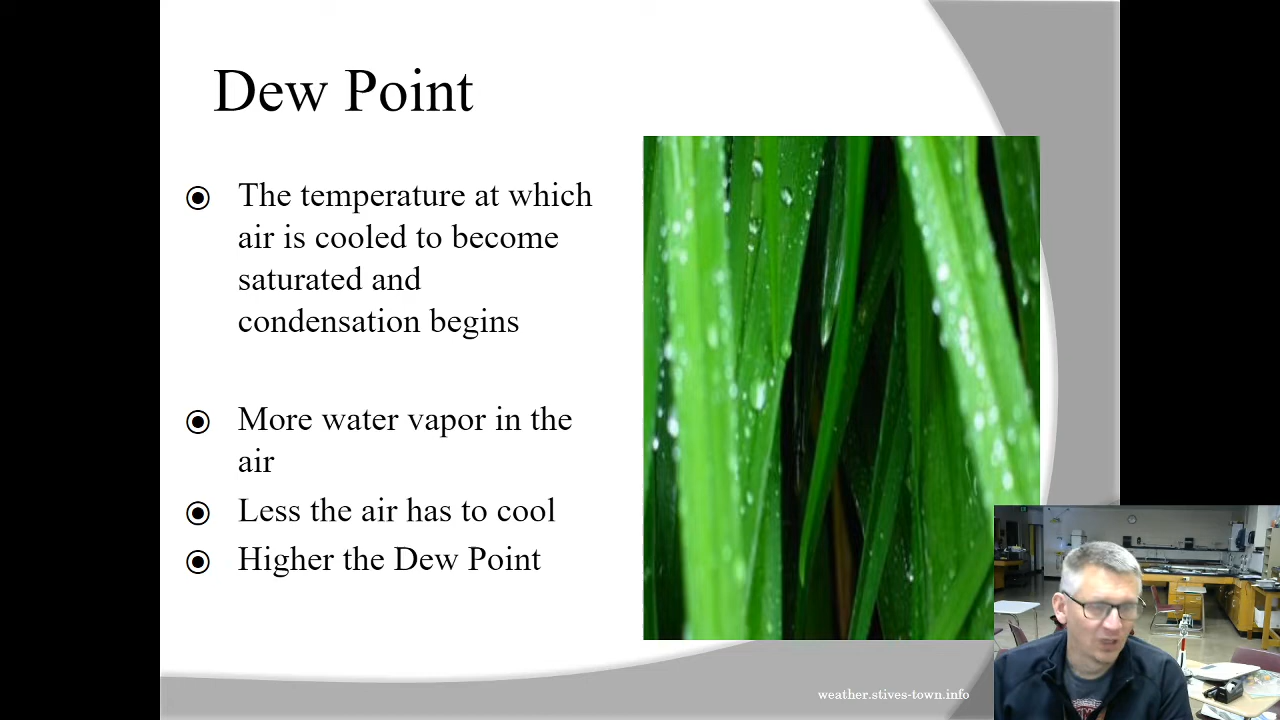 Dew Point
The temperature at which
air is cooled to become
saturated and
condensation begins
More water vapor in the
air
Less the air has to cool
Higher the Dew Point
weather.stives-town.info